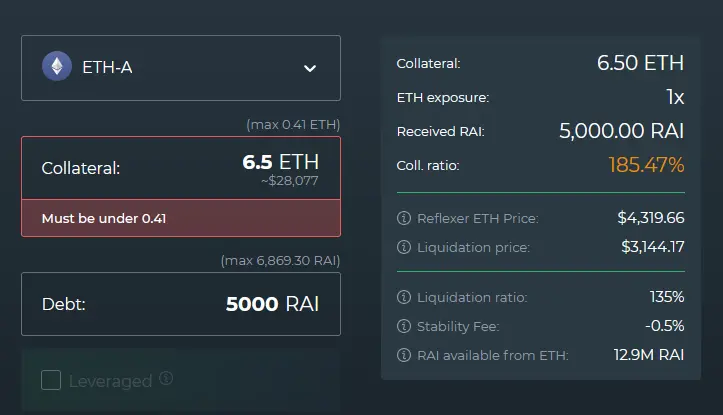 ETH-A
(max 0.41 ETH)
Collateral: 6.5 ETH
~$28,077
Must be under 0.41
(max 6,869.30 RAI)
Debt: 5000 RAI
Leveraged
Collateral: 6.50 ETH
ETH exposure: 1x
Received RAI: 5,000.00 RAI
Coll. ratio: 185.47%
Reflexer ETH Price: $4,319.66
Liquidation price: $3,144.17
Liquidation ratio: 135%
Stability Fee: -0.5%
RAI available from ETH: 12.9M RAI